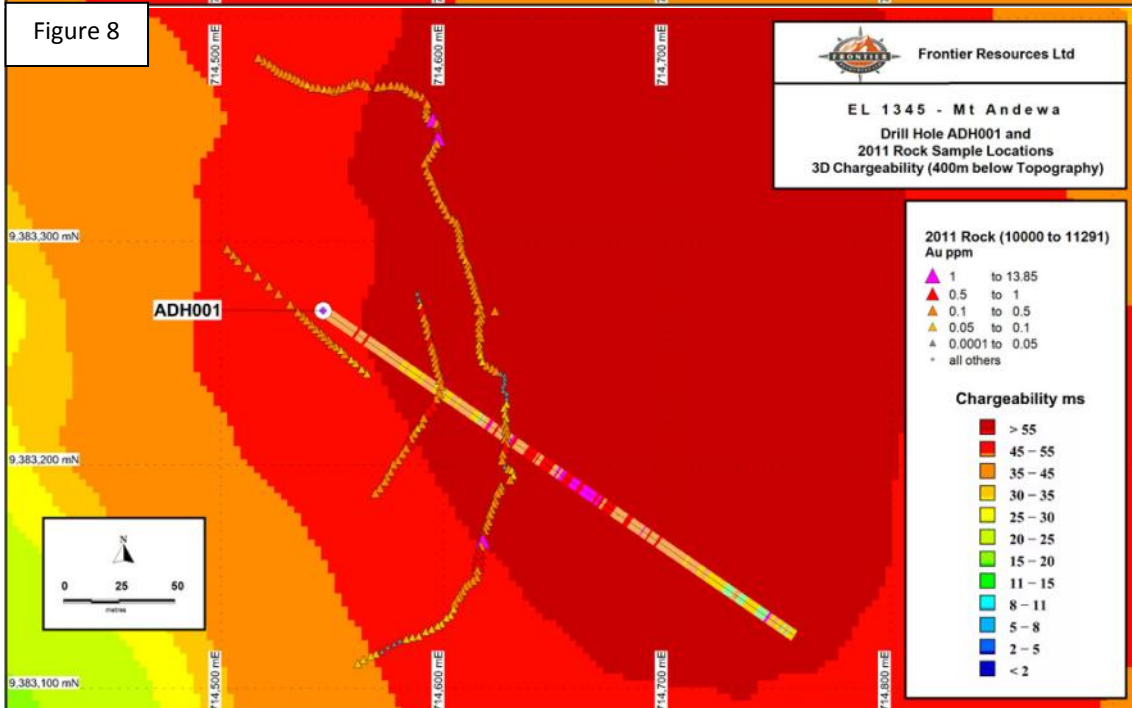 Figure 8
714,500 mE
714,600 mE
714,700 mE
FRONTIER
Frontier Resources Ltd
EL 1345 - Mt Andewa
Drill Hole ADH001 and
2011 Rock Sample Locations
3D Chargeability (400m below Topography)
9,383,300 mN
ADH001
2011 Rock (10000 to 11291)
Au ppm
1 to 13.85
0.5 to 1
0.1 to 0.5
0.05 to 0.1
0.0001 to 0.05
all others
Chargeability ms
> 55
45 – 55
35 – 45
30 – 35
25 – 30
20 – 25
15 – 20
11 – 15
8 – 11
5 – 8
2 – 5
< 2
9,383,200 mN
N
0 25 50
metres
9,383,100 mN
714,500 mE
714,600 mE
714,700 mE
714,800 mE